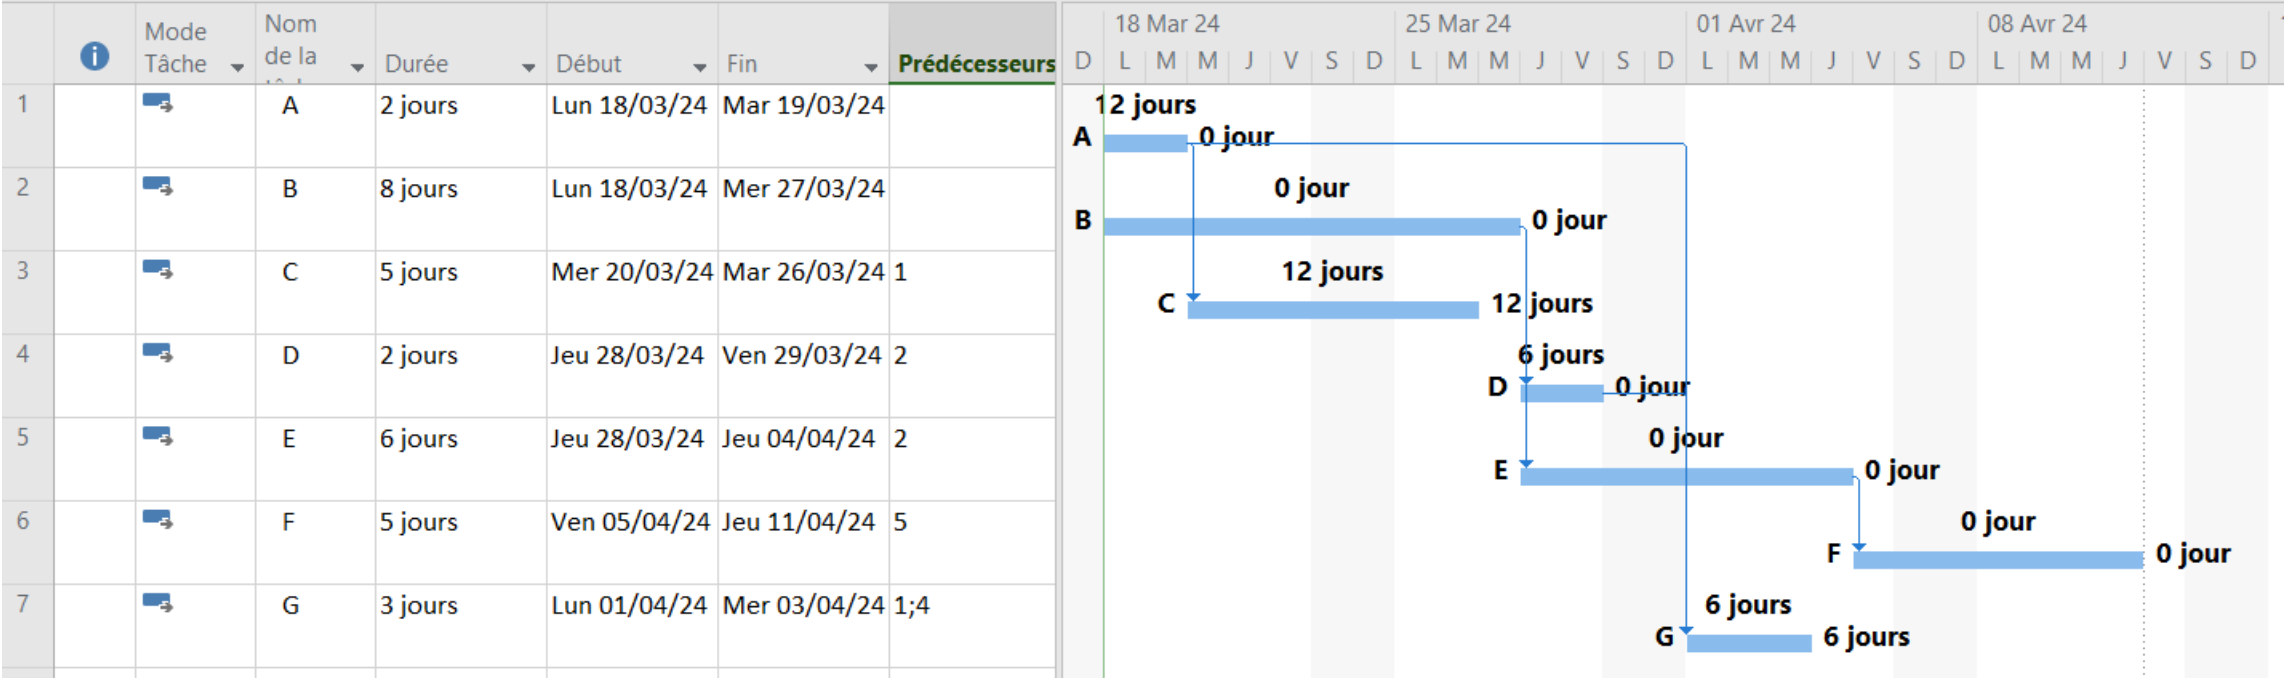 Mode Tâche
Nom de la
Durée
Début
Fin
Prédécesseurs
18 Mar 24 25 Mar 24 01 Avr 24 08 Avr 24
D L M M J V S D L M M J V S D L M M J V S D L M M J V S D
1 A 2 jours Lun 18/03/24 Mar 19/03/24
2 B 8 jours Lun 18/03/24 Mer 27/03/24
3 C 5 jours Mer 20/03/24 Mar 26/03/24 1
4 D 2 jours Jeu 28/03/24 Ven 29/03/24 2
5 E 6 jours Jeu 28/03/24 Jeu 04/04/24 2
6 F 5 jours Ven 05/04/24 Jeu 11/04/24 5
7 G 3 jours Lun 01/04/24 Mer 03/04/24 1;4
12 jours
A 0 jour
0 jour
B 0 jour
12 jours
C 12 jours
6 jours
D 0 jour
0 jour
E 0 jour
0 jour
F 0 jour
6 jours
G 6 jours